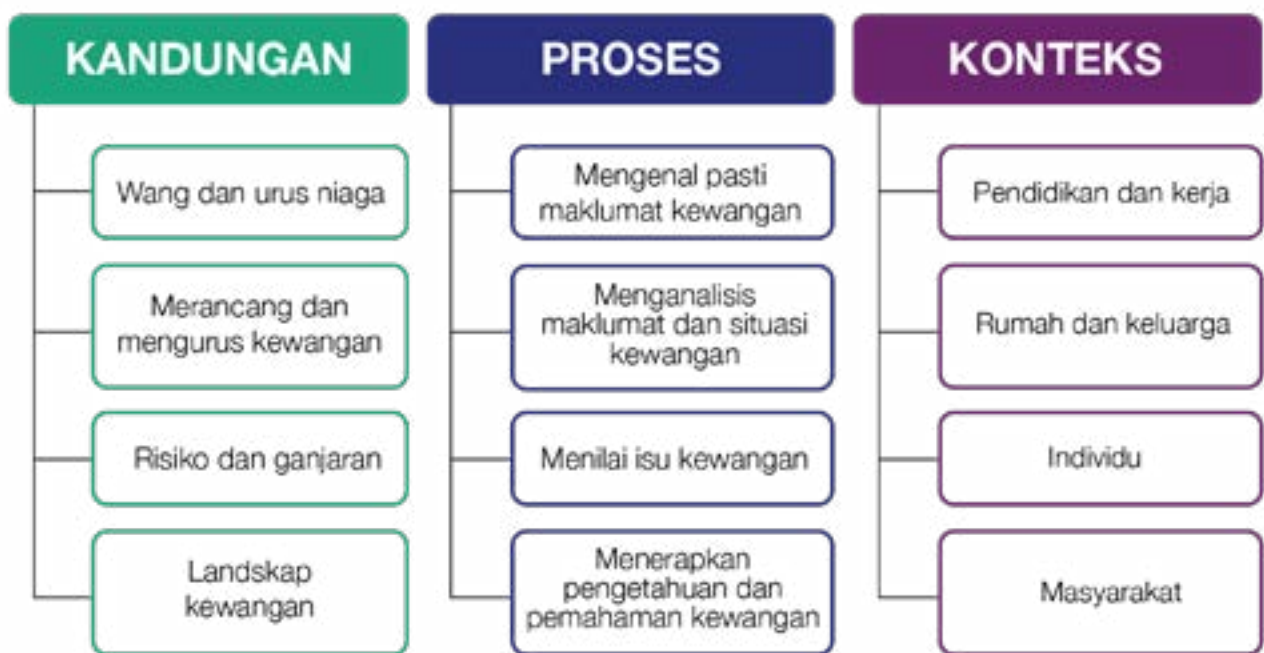 KANDUNGAN
Wang dan urus niaga
Merancang dan
mengurus kewangan
Risiko dan ganjaran
Landskap
kewangan
PROSES
Mengenal pasti
maklumat kewangan
Menganalisis
maklumat dan situasi
kewangan
Menilai isu kewangan
Menerapkan
pengetahuan dan
pemahaman kewangan
KONTEKS
Pendidikan dan kerja
Rumah dan keluarga
Individu
Masyarakat